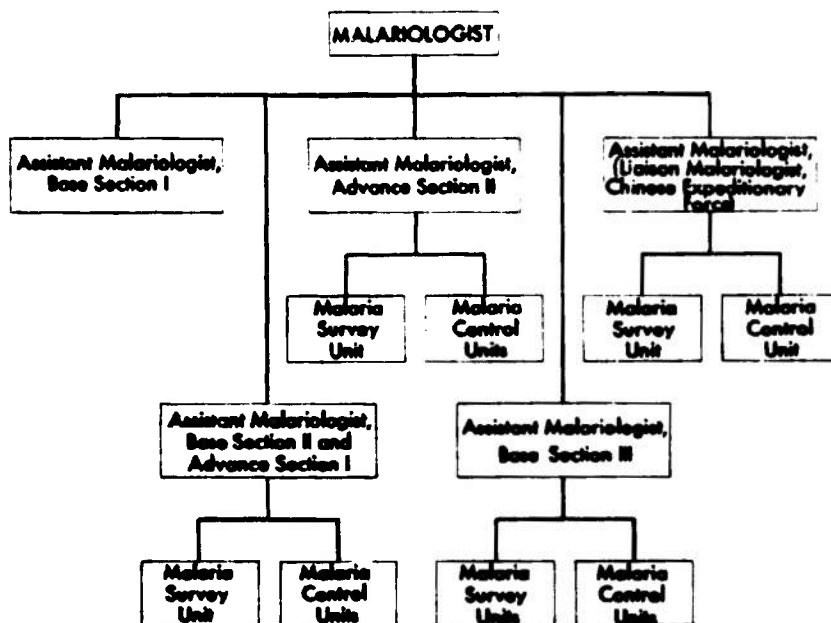 MALARIOLOGIST
Assistant Malariologist,
Base Section I
Assistant Malariologist,
Advance Section II
Assistant Malariologist,
(Liaison Malariologist,
Chinese Expeditionary
Force)
Malaria
Survey
Unit
Malaria
Control
Units
Malaria
Survey
Unit
Malaria
Control
Unit
Assistant Malariologist,
Base Section II and
Advance Section I
Assistant Malariologist,
Base Section III
Malaria
Survey
Unit
Malaria
Control
Units
Malaria
Survey
Units
Malaria
Control
Units